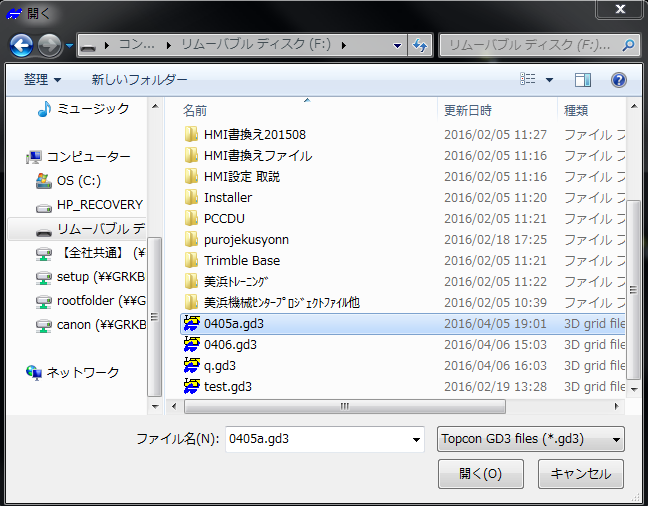 開く
コン... ▸ リムーバブル ディスク (F:) ▸
リムーバブル ディスク (F:)...
整理 ▼ 新しいフォルダー
名前 更新日時 種類
ミュージック
コンピューター
OS (C:)
HP_RECOVERY
リムーバブル デ
【全社共通】 (¥
setup (¥¥GRKB
rootfolder (¥¥GRKB
canon (¥¥GRKB
ネットワーク
HMI書換え201508 2016/02/05 11:27 ファイル フ
HMI書換えファイル 2016/02/05 11:16 ファイル フ
HMI設定 取説 2016/02/05 11:16 ファイル フ
Installer 2016/02/05 11:20 ファイル フ
PCCDU 2016/02/05 11:21 ファイル フ
purojekusyonn 2016/02/18 17:25 ファイル フ
Trimble Base 2016/02/05 11:21 ファイル フ
美浜ﾄﾚｰﾆﾝｸﾞ 2016/02/05 11:22 ファイル フ
美浜機械ｾﾝﾀｰﾌﾟﾛｼﾞｪｸﾄﾌｧｲﾙ他 2016/02/05 10:39 ファイル フ
0405a.gd3 2016/04/05 19:01 3D grid file
0406.gd3 2016/04/06 15:03 3D grid file
q.gd3 2016/04/06 16:03 3D grid file
test.gd3 2016/02/19 13:28 3D grid file
ファイル名(N): 0405a.gd3 Topcon GD3 files (*.gd3)
開く(O) キャンセル